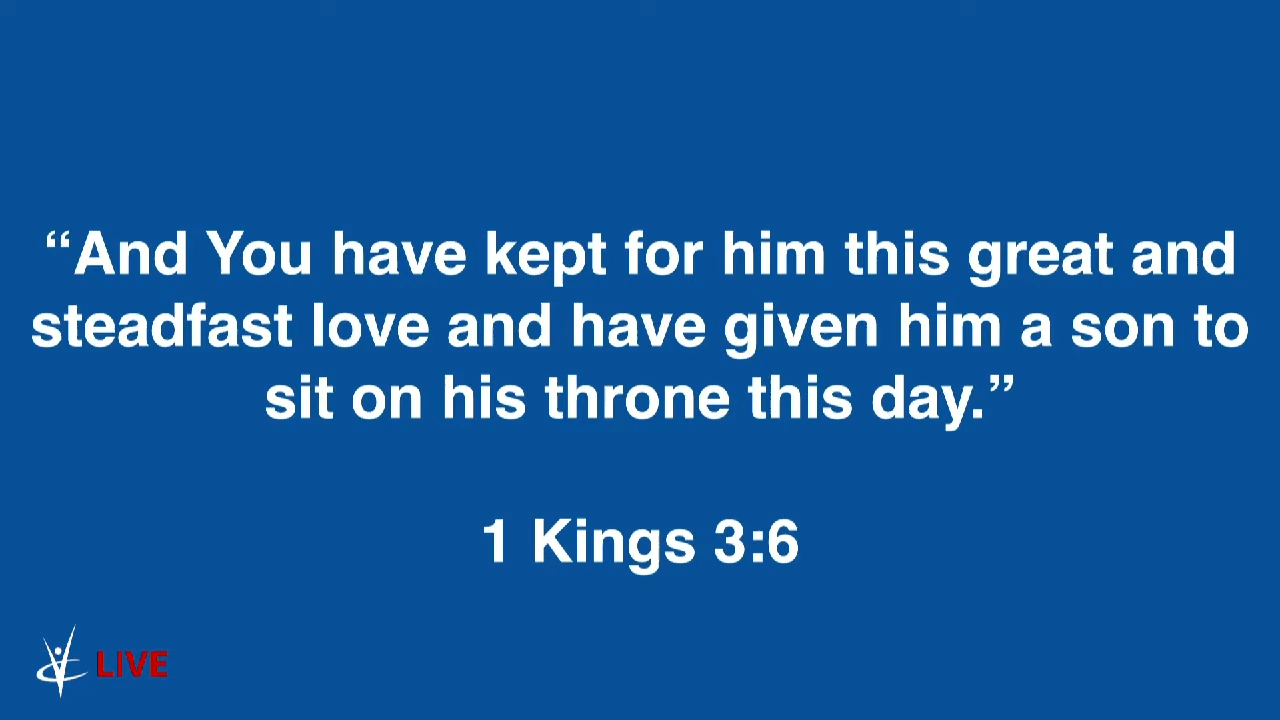 “And You have kept for him this great and
steadfast love and have given him a son to
sit on his throne this day.”
1 Kings 3:6
LIVE